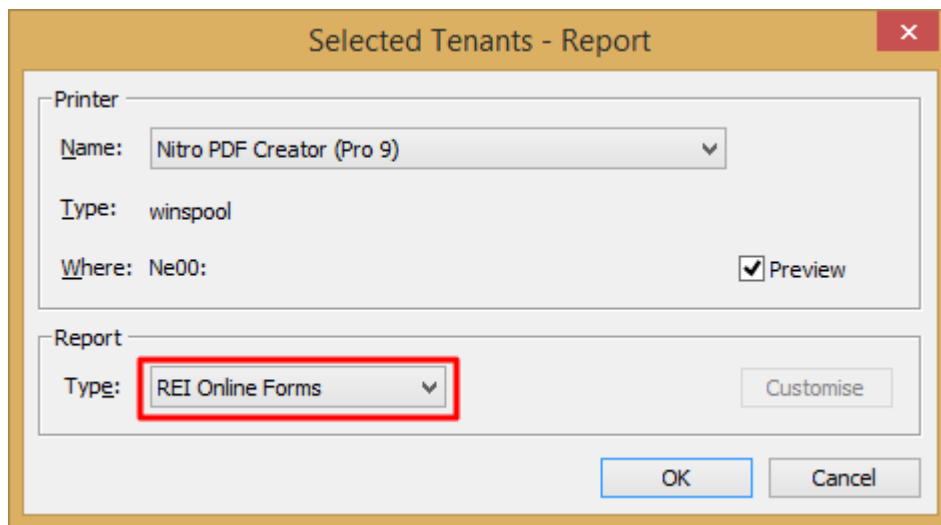 Selected Tenants - Report
Printer
Name: Nitro PDF Creator (Pro 9)
Type: winspool
Where: Ne00: Preview
Report
Type: REI Online Forms Customise
OK Cancel